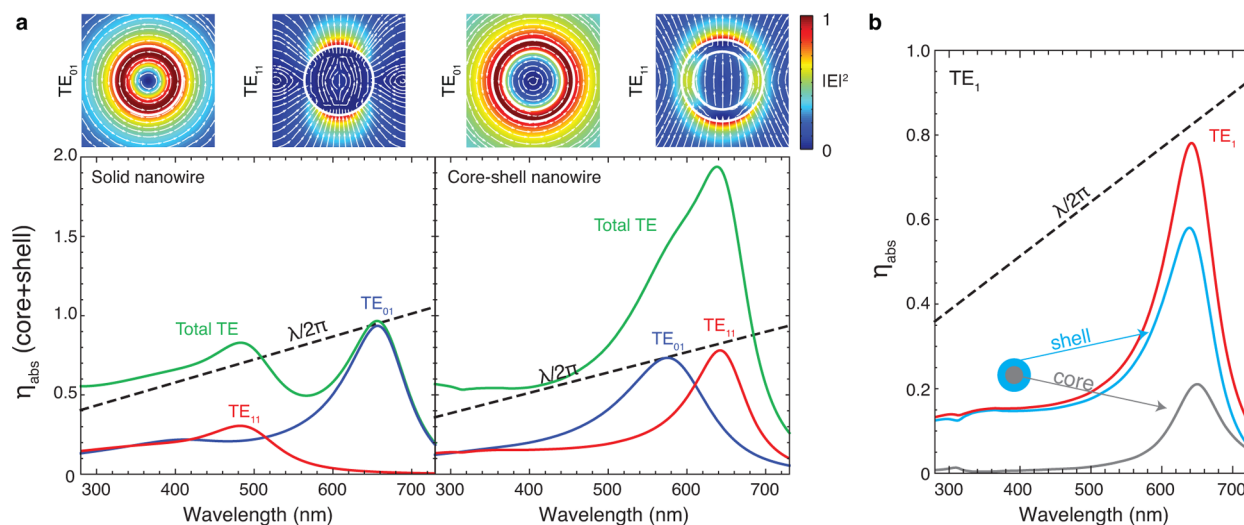 a
TE01
TE11
TE01
TE11
1
|E|²
0
2.0
1.5
1.0
0.5
0
ηabs (core+shell)
Solid nanowire
Total TE
λ/2π
TE01
TE11
300 400 500 600 700
Wavelength (nm)
Core-shell nanowire
Total TE
λ/2π
TE01
TE11
300 400 500 600 700
Wavelength (nm)
b
1.0
0.8
0.6
0.4
0.2
0
ηabs
TE1
λ/2π
TE1
shell
core
300 400 500 600 700
Wavelength (nm)